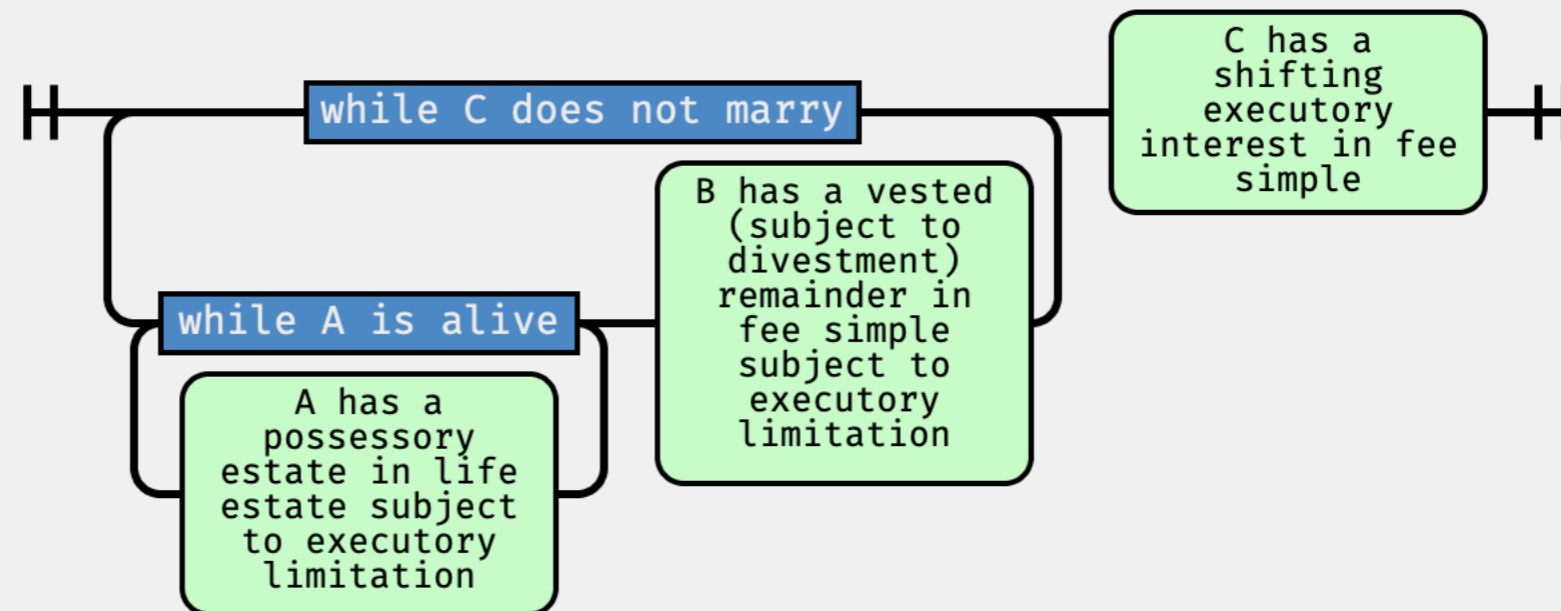 while C does not marry
C has a
shifting
executory
interest in fee
simple
B has a vested
(subject to
divestment)
remainder in
fee simple
subject to
executory
limitation
while A is alive
A has a
possessory
estate in life
estate subject
to executory
limitation